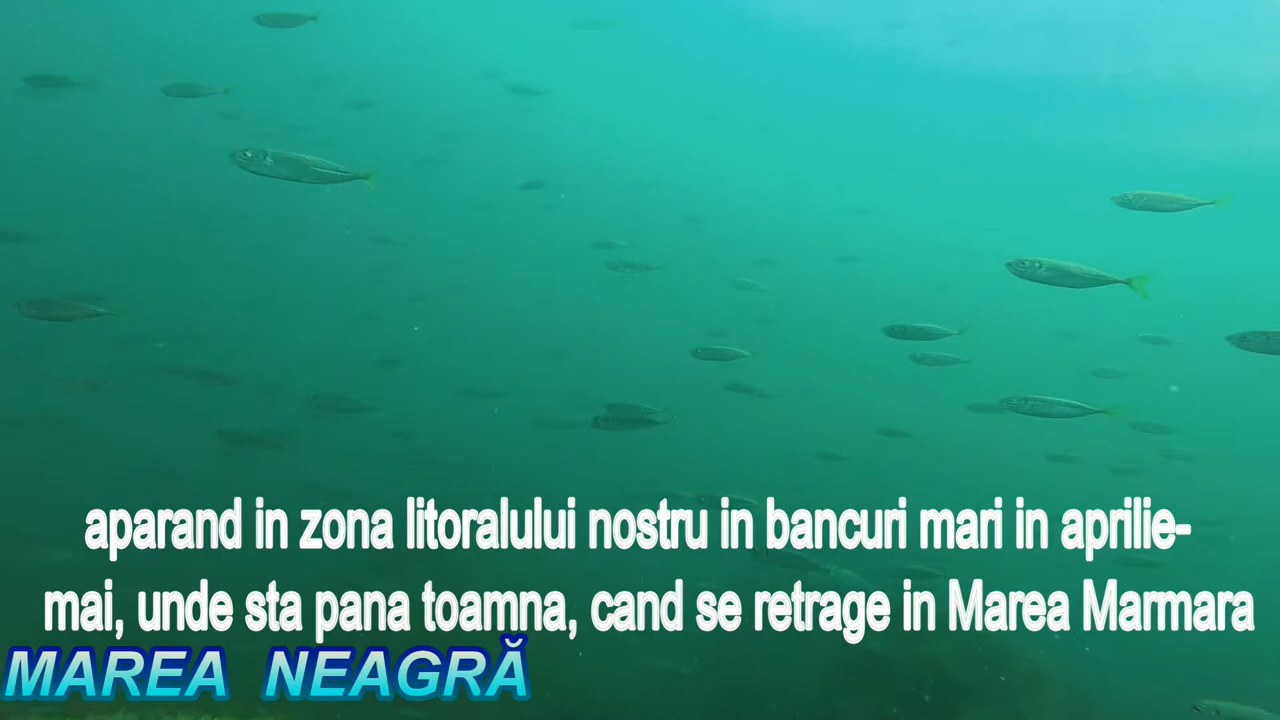 aparand in zona litoralului nostru in bancuri mari in aprilie-
mai, unde sta pana toamna, cand se retrage in Marea Marmara
MAREA NEAGRĂ